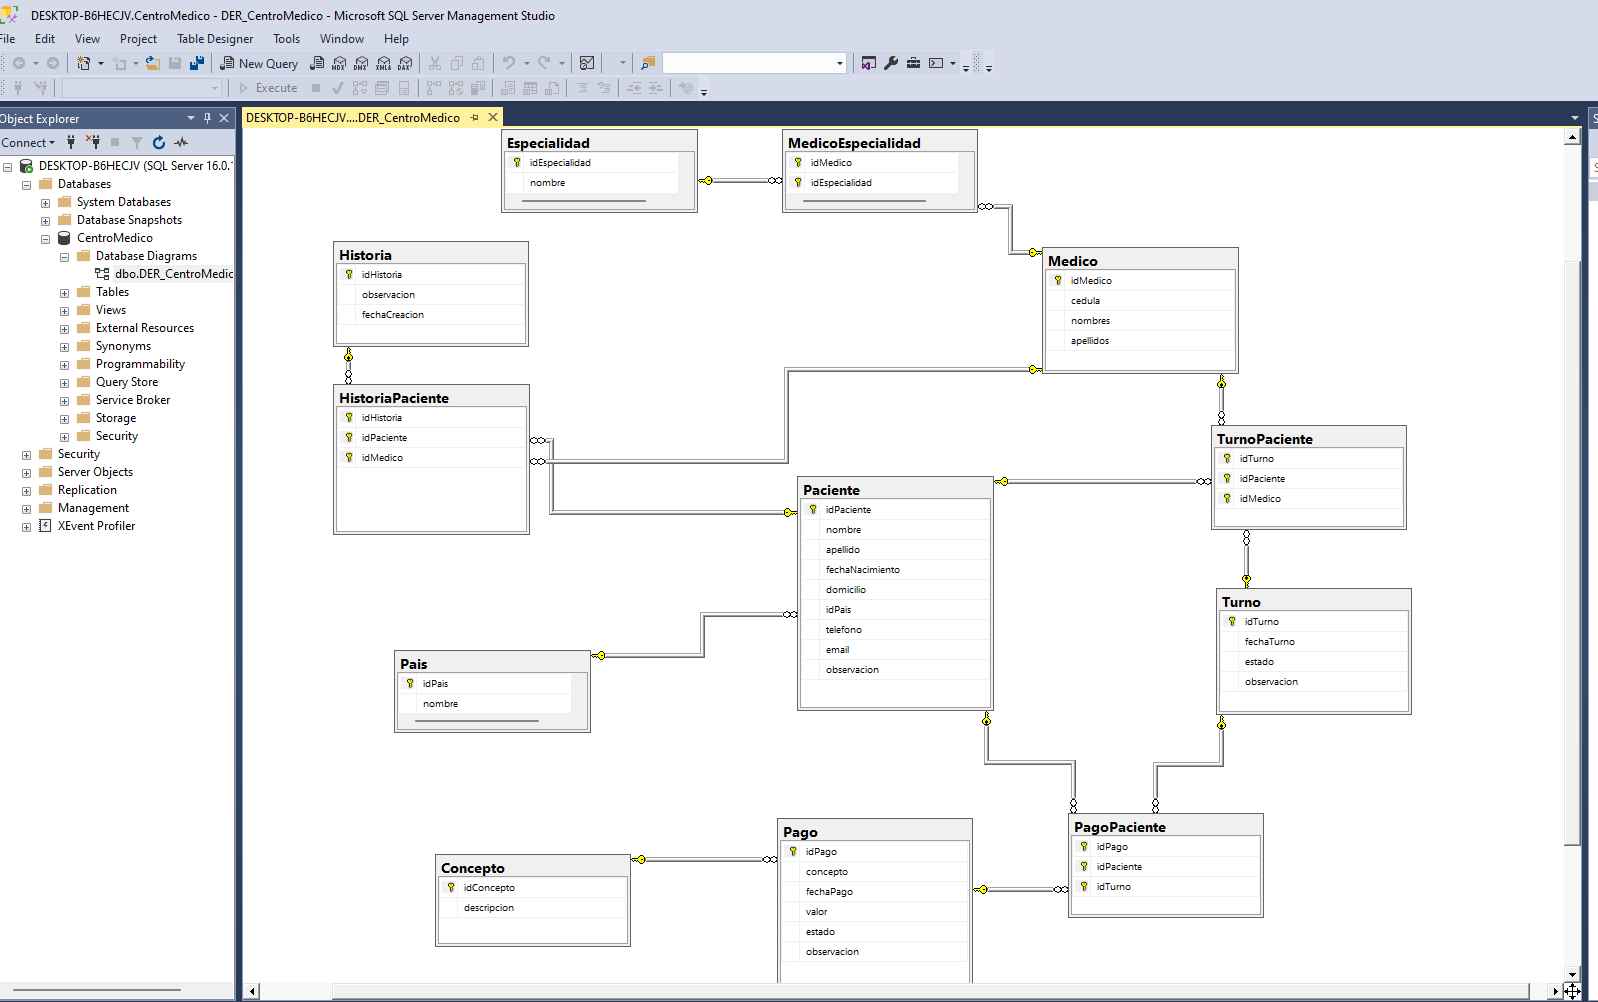 DESKTOP-B6HECJV.CentroMedico - DER_CentroMedico - Microsoft SQL Server Management Studio
File Edit View Project Table Designer Tools Window Help
New Query MDX DMX XMLA DAX
Execute
Object Explorer
Connect
DESKTOP-B6HECJV (SQL Server 16.0.1
Databases
System Databases
Database Snapshots
CentroMedico
Database Diagrams
dbo.DER_CentroMedic
Tables
Views
External Resources
Synonyms
Programmability
Query Store
Service Broker
Storage
Security
Security
Server Objects
Replication
Management
XEvent Profiler
DESKTOP-B6HECJV....DER_CentroMedico
Especialidad
idEspecialidad
nombre
MedicoEspecialidad
idMedico
idEspecialidad
Historia
idHistoria
observacion
fechaCreacion
Medico
idMedico
cedula
nombres
apellidos
HistoriaPaciente
idHistoria
idPaciente
idMedico
TurnoPaciente
idTurno
idPaciente
idMedico
Paciente
idPaciente
nombre
apellido
fechaNacimiento
domicilio
idPais
telefono
email
observacion
Turno
idTurno
fechaTurno
estado
observacion
Pais
idPais
nombre
Pago
idPago
concepto
fechaPago
valor
estado
observacion
PagoPaciente
idPago
idPaciente
idTurno
Concepto
idConcepto
descripcion